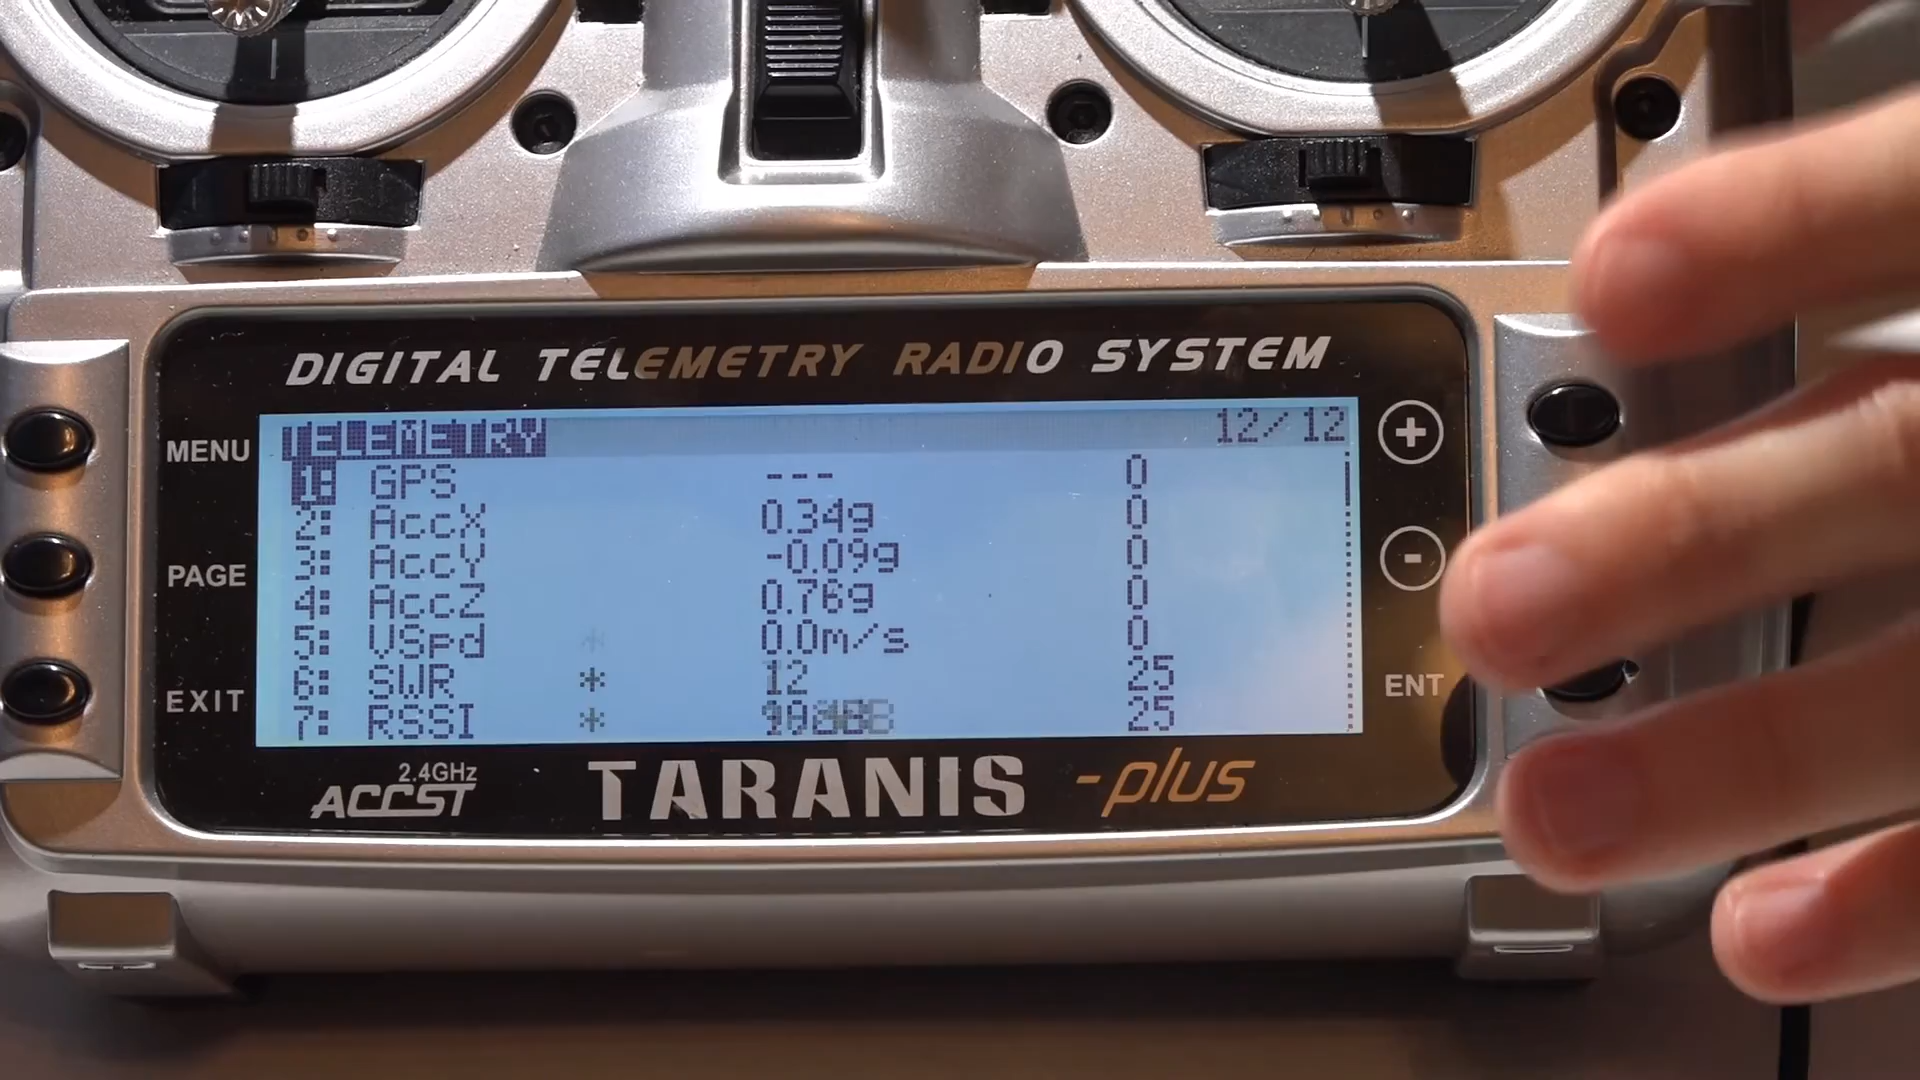 DIGITAL TELEMETRY RADIO SYSTEM
TELEMETRY 12/12
1: GPS --- 0
2: AccX 0.34g 0
3: AccY -0.09g 0
4: AccZ 0.76g 0
5: VSpd * 0.0m/s 0
6: SWR * 12 25
7: RSSI * 25
MENU
PAGE
EXIT
+
-
ENT
2.4GHz
ACCST
TARANIS -plus